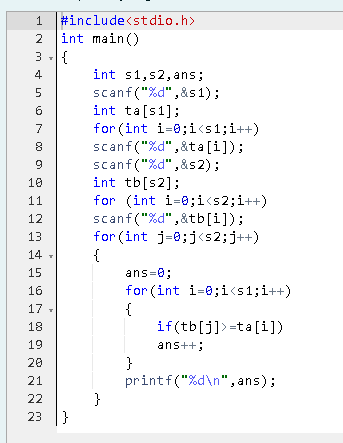 1 #include<stdio.h>
2 int main()
3 {
4 int s1,s2,ans;
5 scanf("%d",&s1);
6 int ta[s1];
7 for(int i=0;i<s1;i++)
8 scanf("%d",&ta[i]);
9 scanf("%d",&s2);
10 int tb[s2];
11 for (int i=0;i<s2;i++)
12 scanf("%d",&tb[i]);
13 for(int j=0;j<s2;j++)
14 {
15 ans=0;
16 for(int i=0;i<s1;i++)
17 {
18 if(tb[j]>=ta[i])
19 ans++;
20 }
21 printf("%d\n",ans);
22 }
23 }